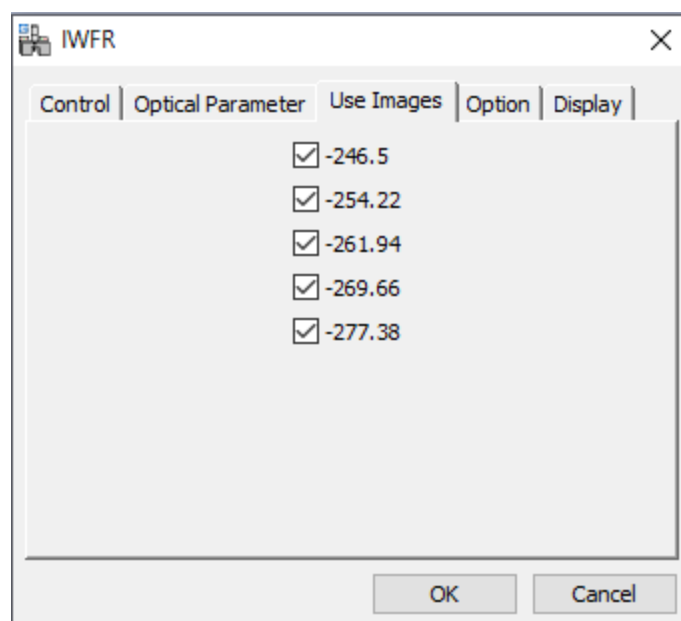 IWFR
Control Optical Parameter Use Images Option Display
-246.5
-254.22
-261.94
-269.66
-277.38
OK Cancel